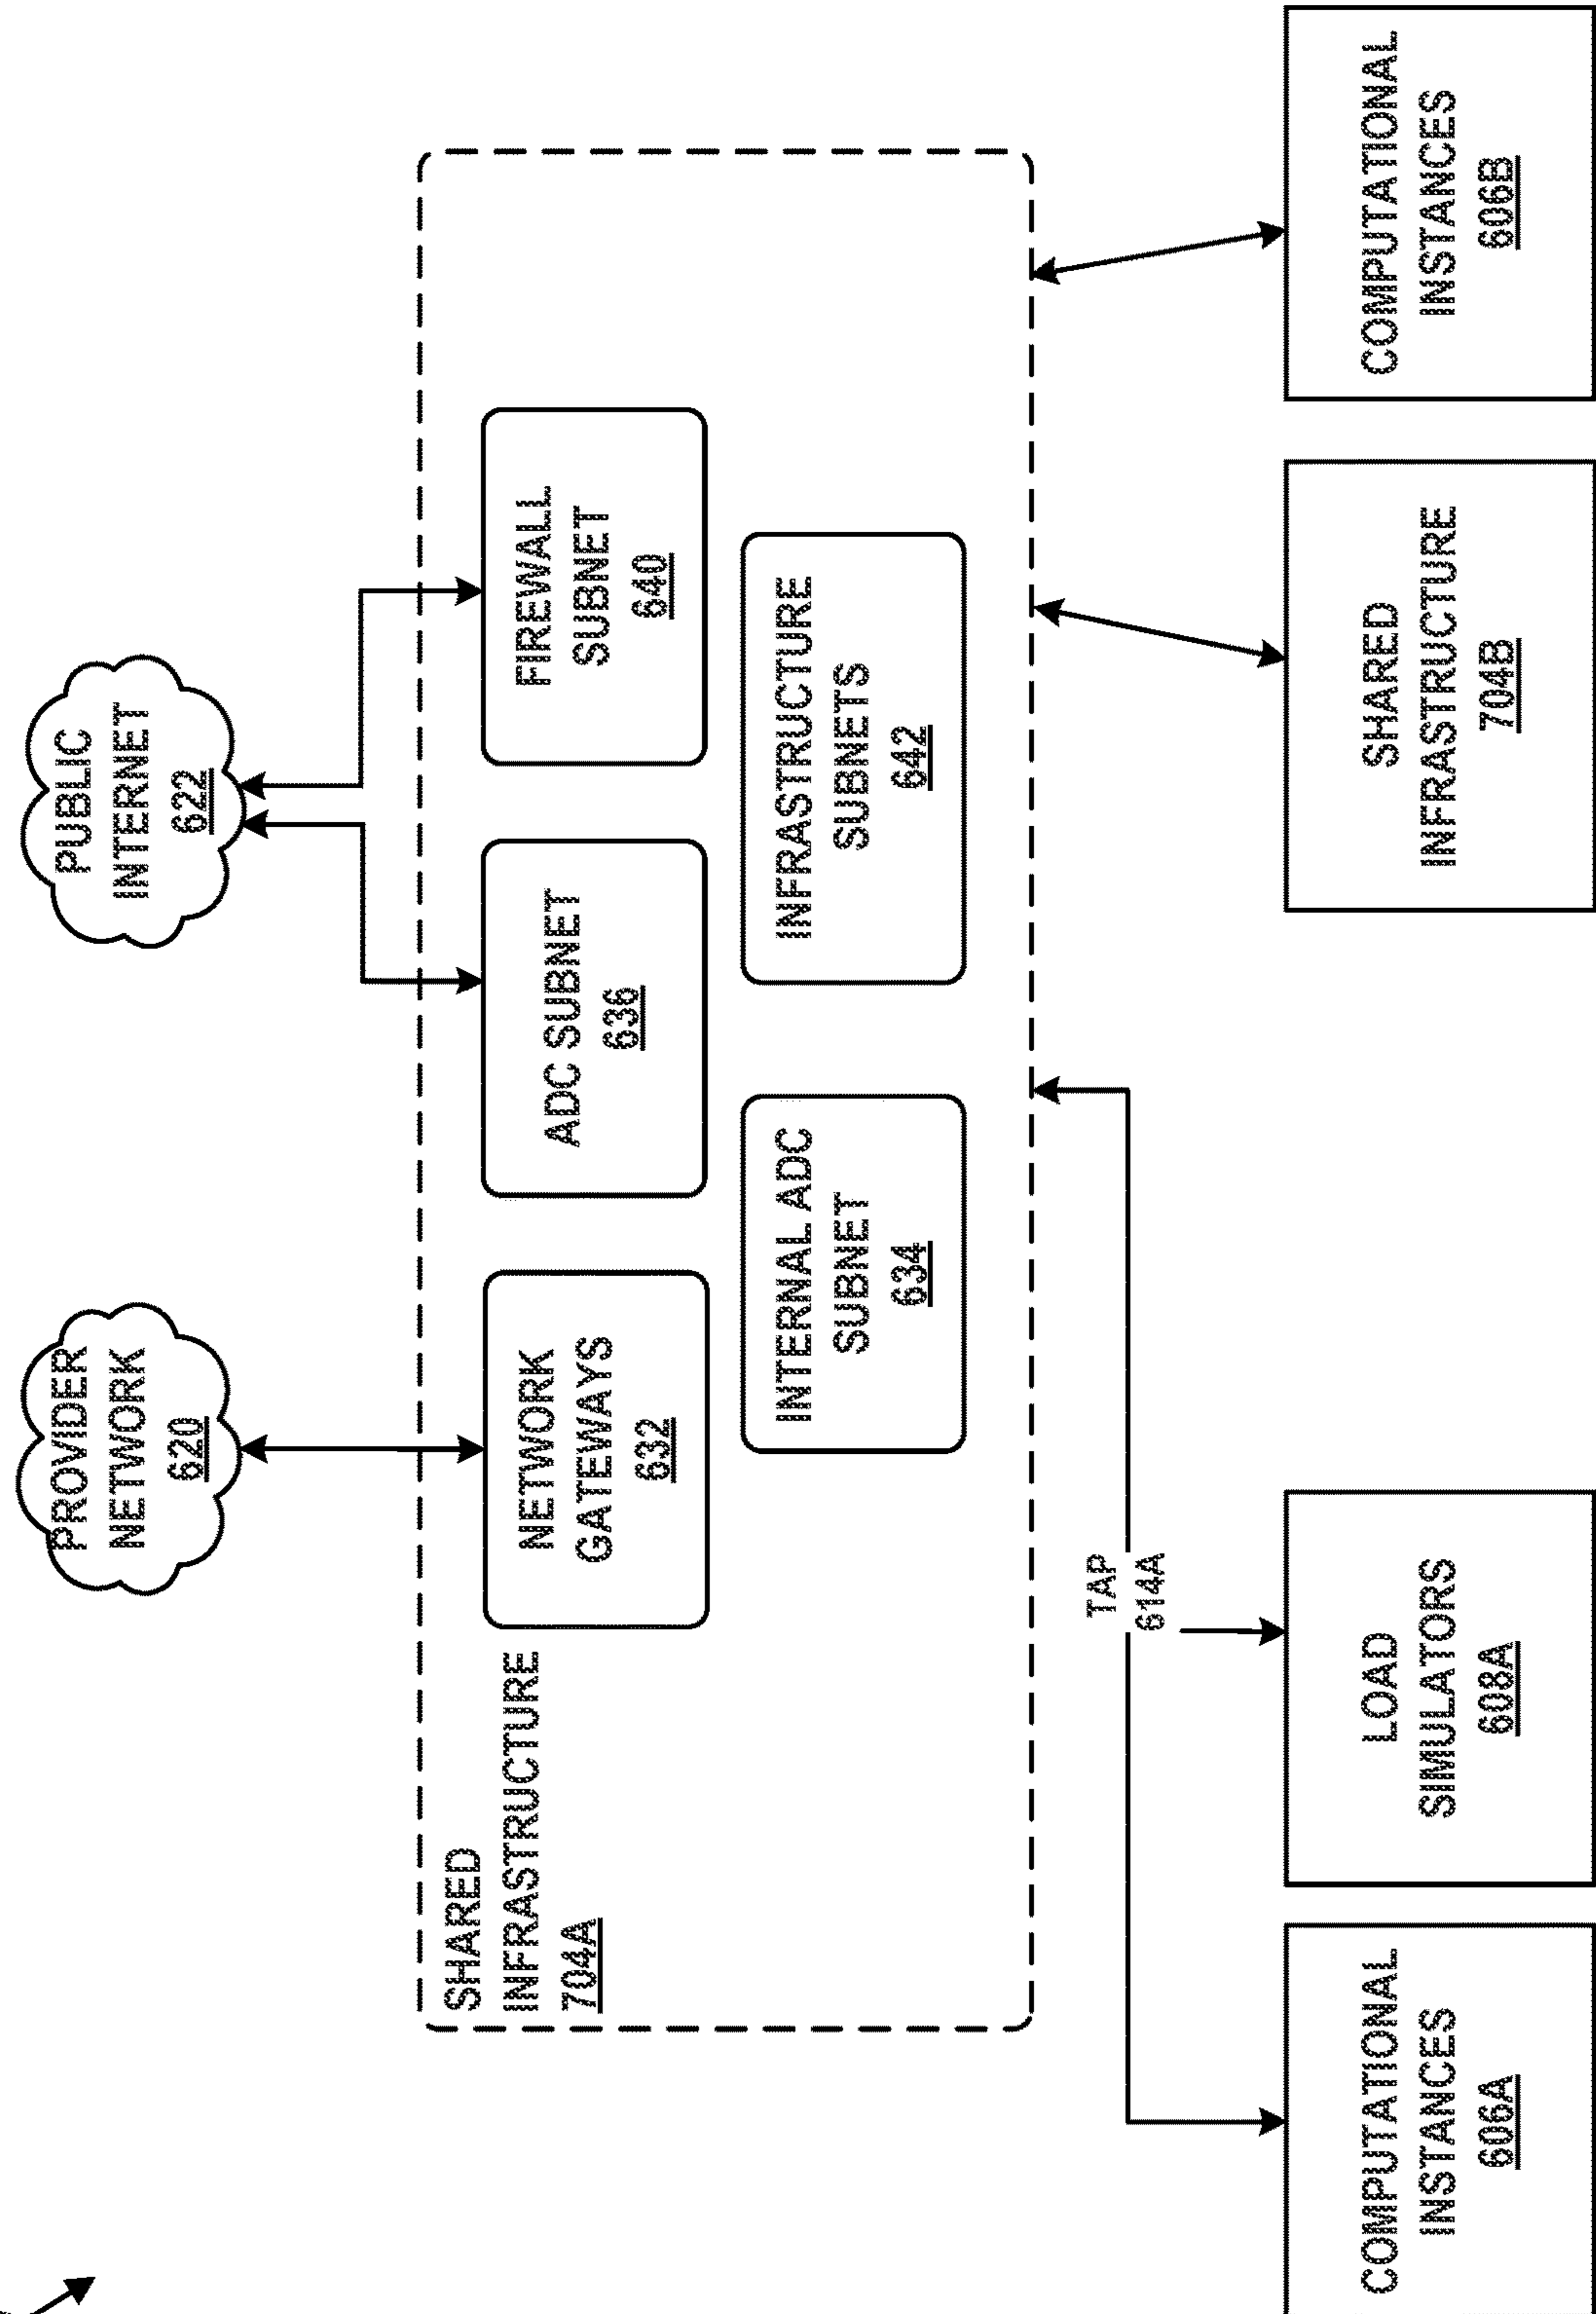 PROVIDER
NETWORK
620
PUBLIC
INTERNET
622
SHARED
INFRASTRUCTURE
704A
NETWORK
GATEWAYS
632
ADC SUBNET
636
FIREWALL
SUBNET
640
INTERNAL ADC
SUBNET
634
INFRASTRUCTURE
SUBNETS
642
TAP
614A
COMPUTATIONAL
INSTANCES
606A
LOAD
SIMULATORS
608A
SHARED
INFRASTRUCTURE
704B
COMPUTATIONAL
INSTANCES
606B